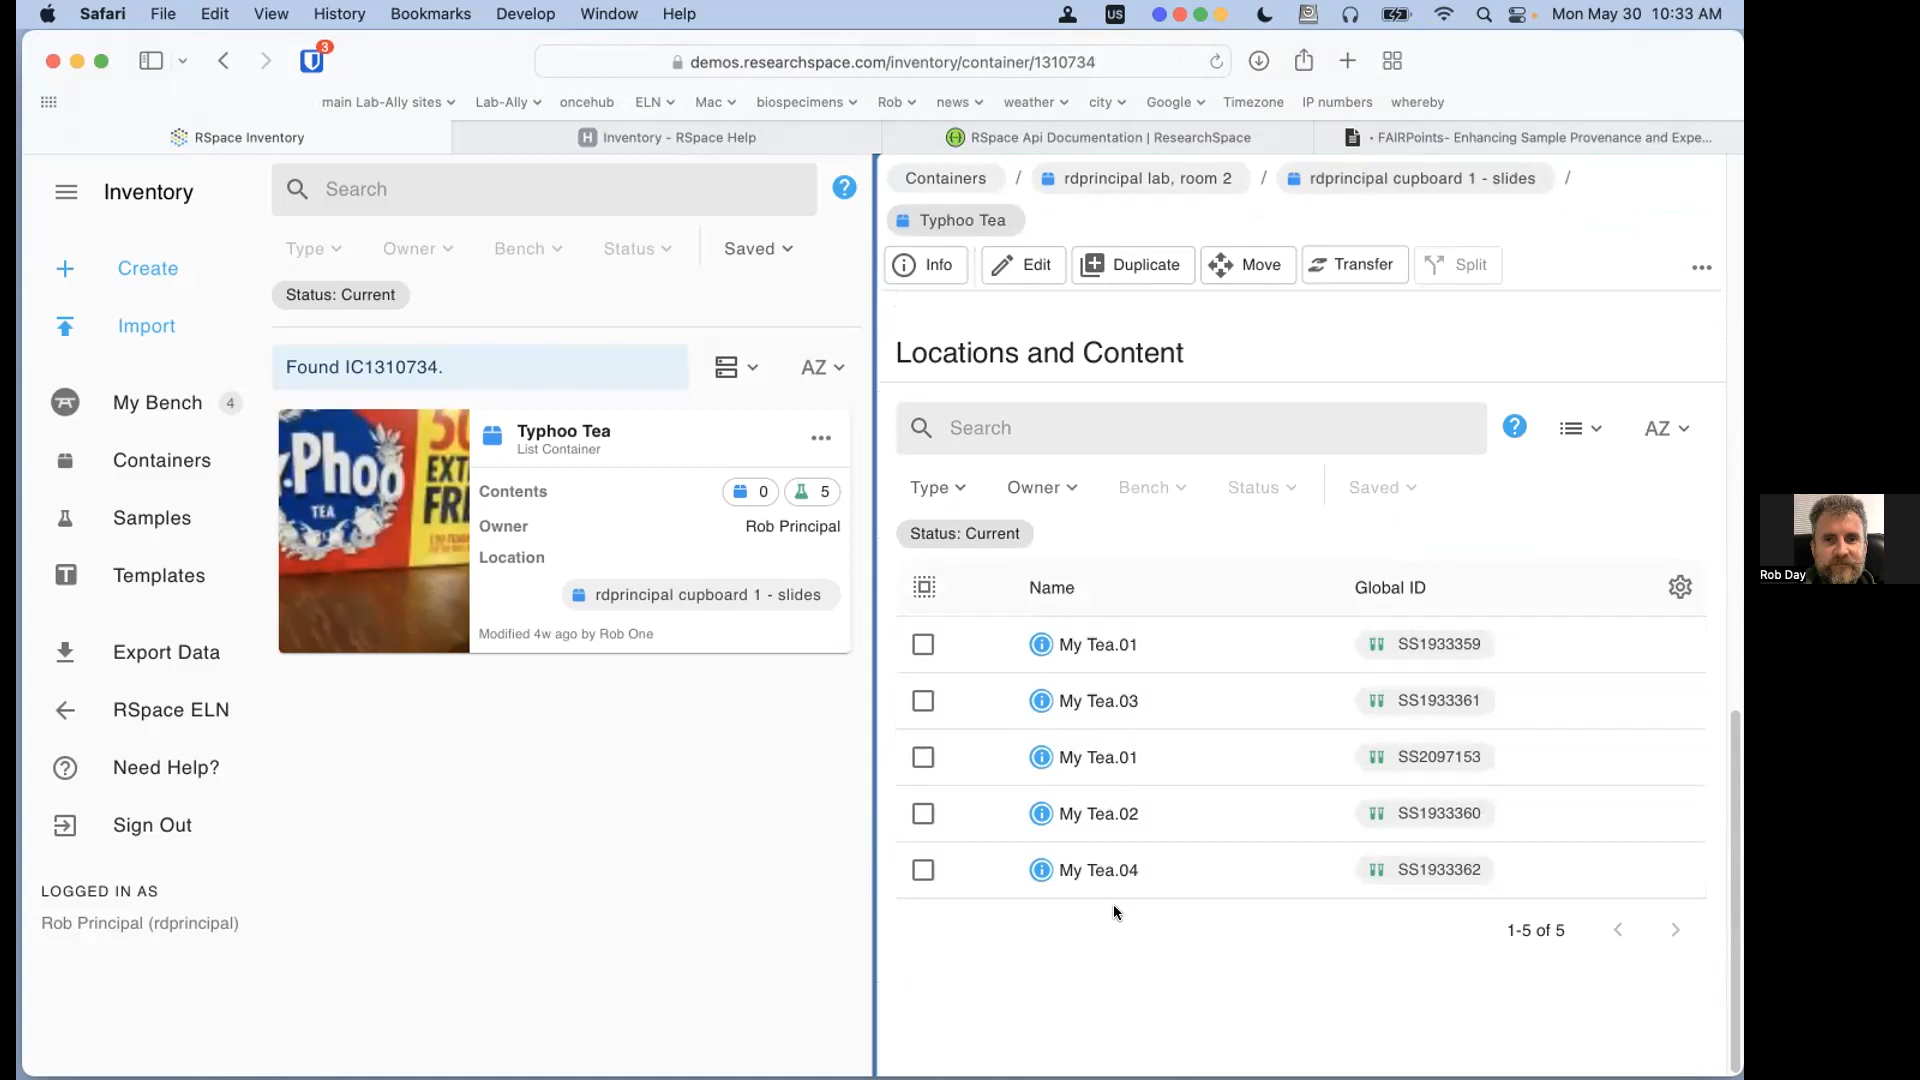 Safari File Edit View History Bookmarks Develop Window Help US Mon May 30 10:33 AM
3
demos.researchspace.com/inventory/container/1310734
main Lab-Ally sites Lab-Ally oncehub ELN Mac biospecimens Rob news weather city Google Timezone IP numbers whereby
RSpace Inventory
H Inventory - RSpace Help
RSpace Api Documentation | ResearchSpace
· FAIRPoints- Enhancing Sample Provenance and Expe...
Inventory
Create
Import
My Bench 4
Containers
Samples
Templates
Export Data
RSpace ELN
Need Help?
Sign Out
LOGGED IN AS
Rob Principal (rdprincipal)
Search
?
Type Owner Bench Status Saved
Status: Current
Found IC1310734.
AZ
Phoo
TEA
50
EXT
FR
Typhoo Tea
List Container
Contents 0 5
Owner Rob Principal
Location
rdprincipal cupboard 1 - slides
Modified 4w ago by Rob One
Containers / rdprincipal lab, room 2 / rdprincipal cupboard 1 - slides /
Typhoo Tea
Info Edit Duplicate Move Transfer Split
Locations and Content
Search
? AZ
Type Owner Bench Status Saved
Status: Current
Name Global ID
My Tea.01 SS1933359
My Tea.03 SS1933361
My Tea.01 SS2097153
My Tea.02 SS1933360
My Tea.04 SS1933362
1-5 of 5
Rob Day